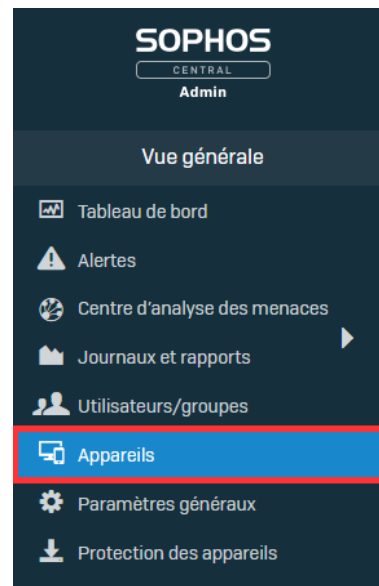 SOPHOS
CENTRAL
Admin
Vue générale
Tableau de bord
Alertes
Centre d'analyse des menaces
Journaux et rapports
Utilisateurs/groupes
Appareils
Paramètres généraux
Protection des appareils